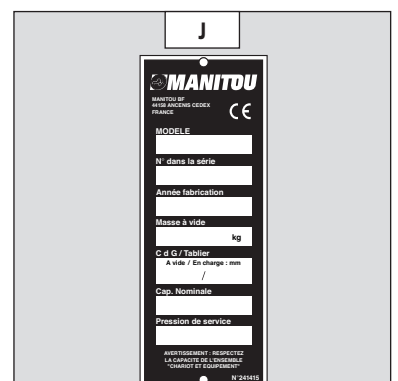 J
MANITOU
MANITOU BF
44158 ANCENIS CEDEX
FRANCE
CE
MODELE
N° dans la série
Année fabrication
Masse à vide
kg
C d G / Tablier
A vide / En charge : mm
/
Cap. Nominale
Pression de service
AVERTISSEMENT : RESPECTEZ
LA CAPACITE DE L'ENSEMBLE
"CHARIOT ET EQUIPEMENT"
N°241415